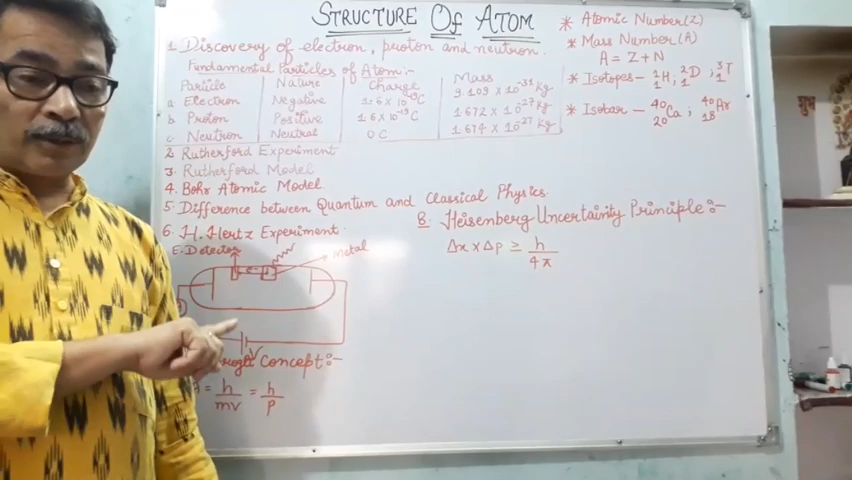 STRUCTURE OF ATOM
1. Discovery of electron, proton and neutron.
Fundamental Particles of Atom:-
Particle Nature Charge Mass
a. Electron Negative 1.6 x 10⁻¹⁹C 9.109 x 10⁻³¹ Kg
b. Proton Positive 1.6 x 10⁻¹⁹C 1.672 x 10⁻²⁷ Kg
c. Neutron Neutral 0 C 1.674 x 10⁻²⁷ Kg
2. RUTHERFORD EXPERIMENT
3. RUTHERFORD MODEL
4. BOHR ATOMIC MODEL
5. DIFFERENCE between QUANTUM and Classical Physics.
6. H. HERTZ EXPERIMENT
E. Detector
metal
V
Concept :-
= h/mv = h/p
* Atomic Number (Z)
* Mass Number (A)
A = Z + N
* Isotopes - ¹₁H, ²₁D ; ³₁T
* Isobar - ⁴⁰₂₀Ca ; ⁴⁰₁₈Ar
8. Heisenberg Uncertainity Principle :-
Δx x Δp ≥ h/4π